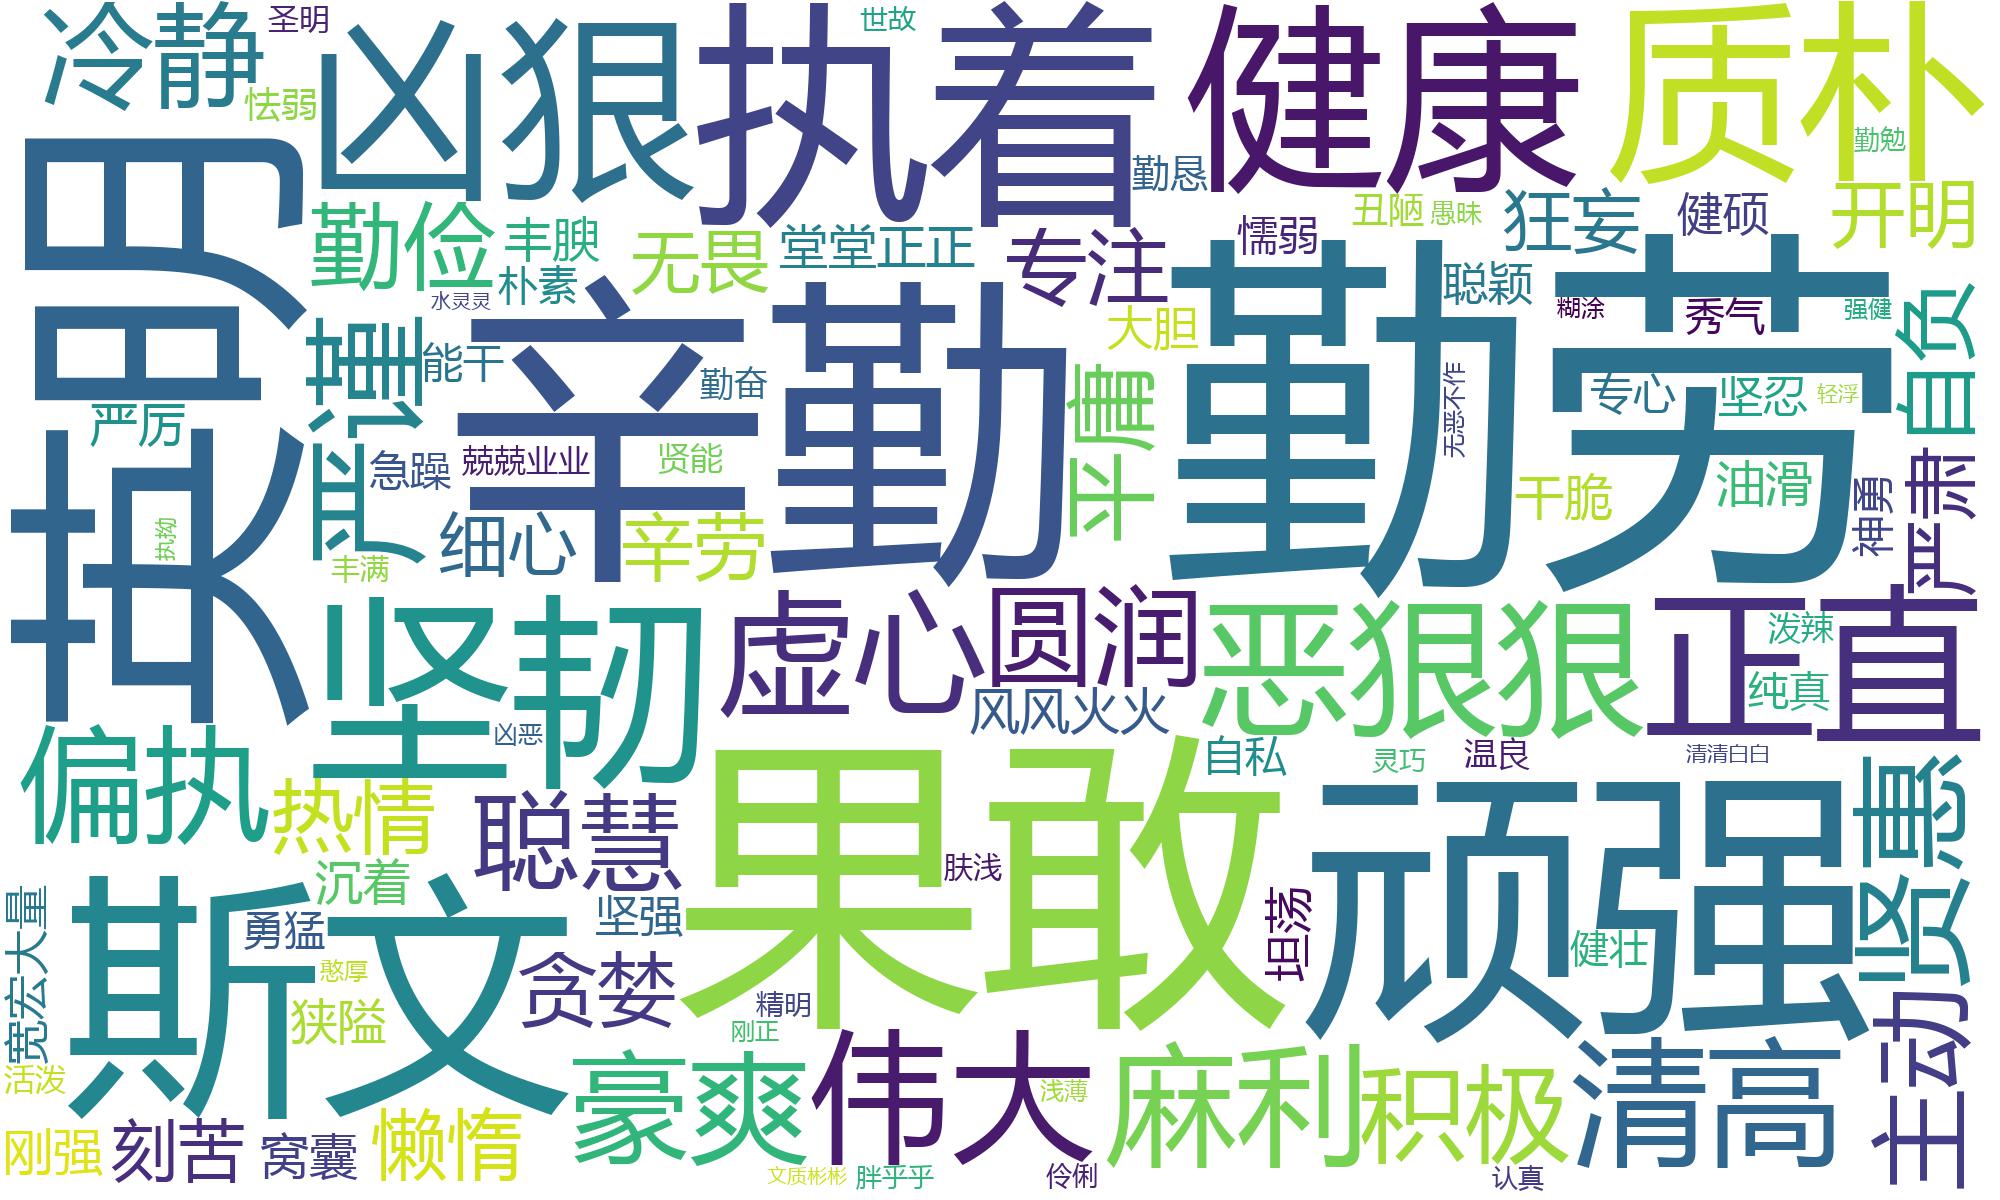 冷静
圣明
凶狠
执着
世故
健康
质朴
怯弱
勤勉
英明
勤恳
勤俭
丰腴
无畏
堂堂正正
专注
懦弱
丑陋
愚昧
狂妄
健硕
开明
朴素
水灵灵
辛勤
大胆
勤劳
聪颖
糊涂
秀气
强健
自负
严谨
能干
勤奋
平庸
无恶不作
专心
坚忍
轻浮
严厉
急躁
兢兢业业
贤能
干脆
油滑
神勇
严肃
执拗
丰满
细心
辛劳
坚韧
虚心
圆润
恶狠狠
正直
泼辣
纯真
风风火火
凶恶
自私
灵巧
温良
清清白白
偏执
热情
聪慧
果敢
顽强
贤惠
沉着
肤浅
斯文
勇猛
坚强
坦荡
健壮
宽宏大量
憨厚
狭隘
贪婪
精明
刚正
主动
活泼
豪爽
伟大
浅薄
麻利
积极
清高
刚强
刻苦
窝囊
懒惰
文质彬彬
胖乎乎
伶俐
认真